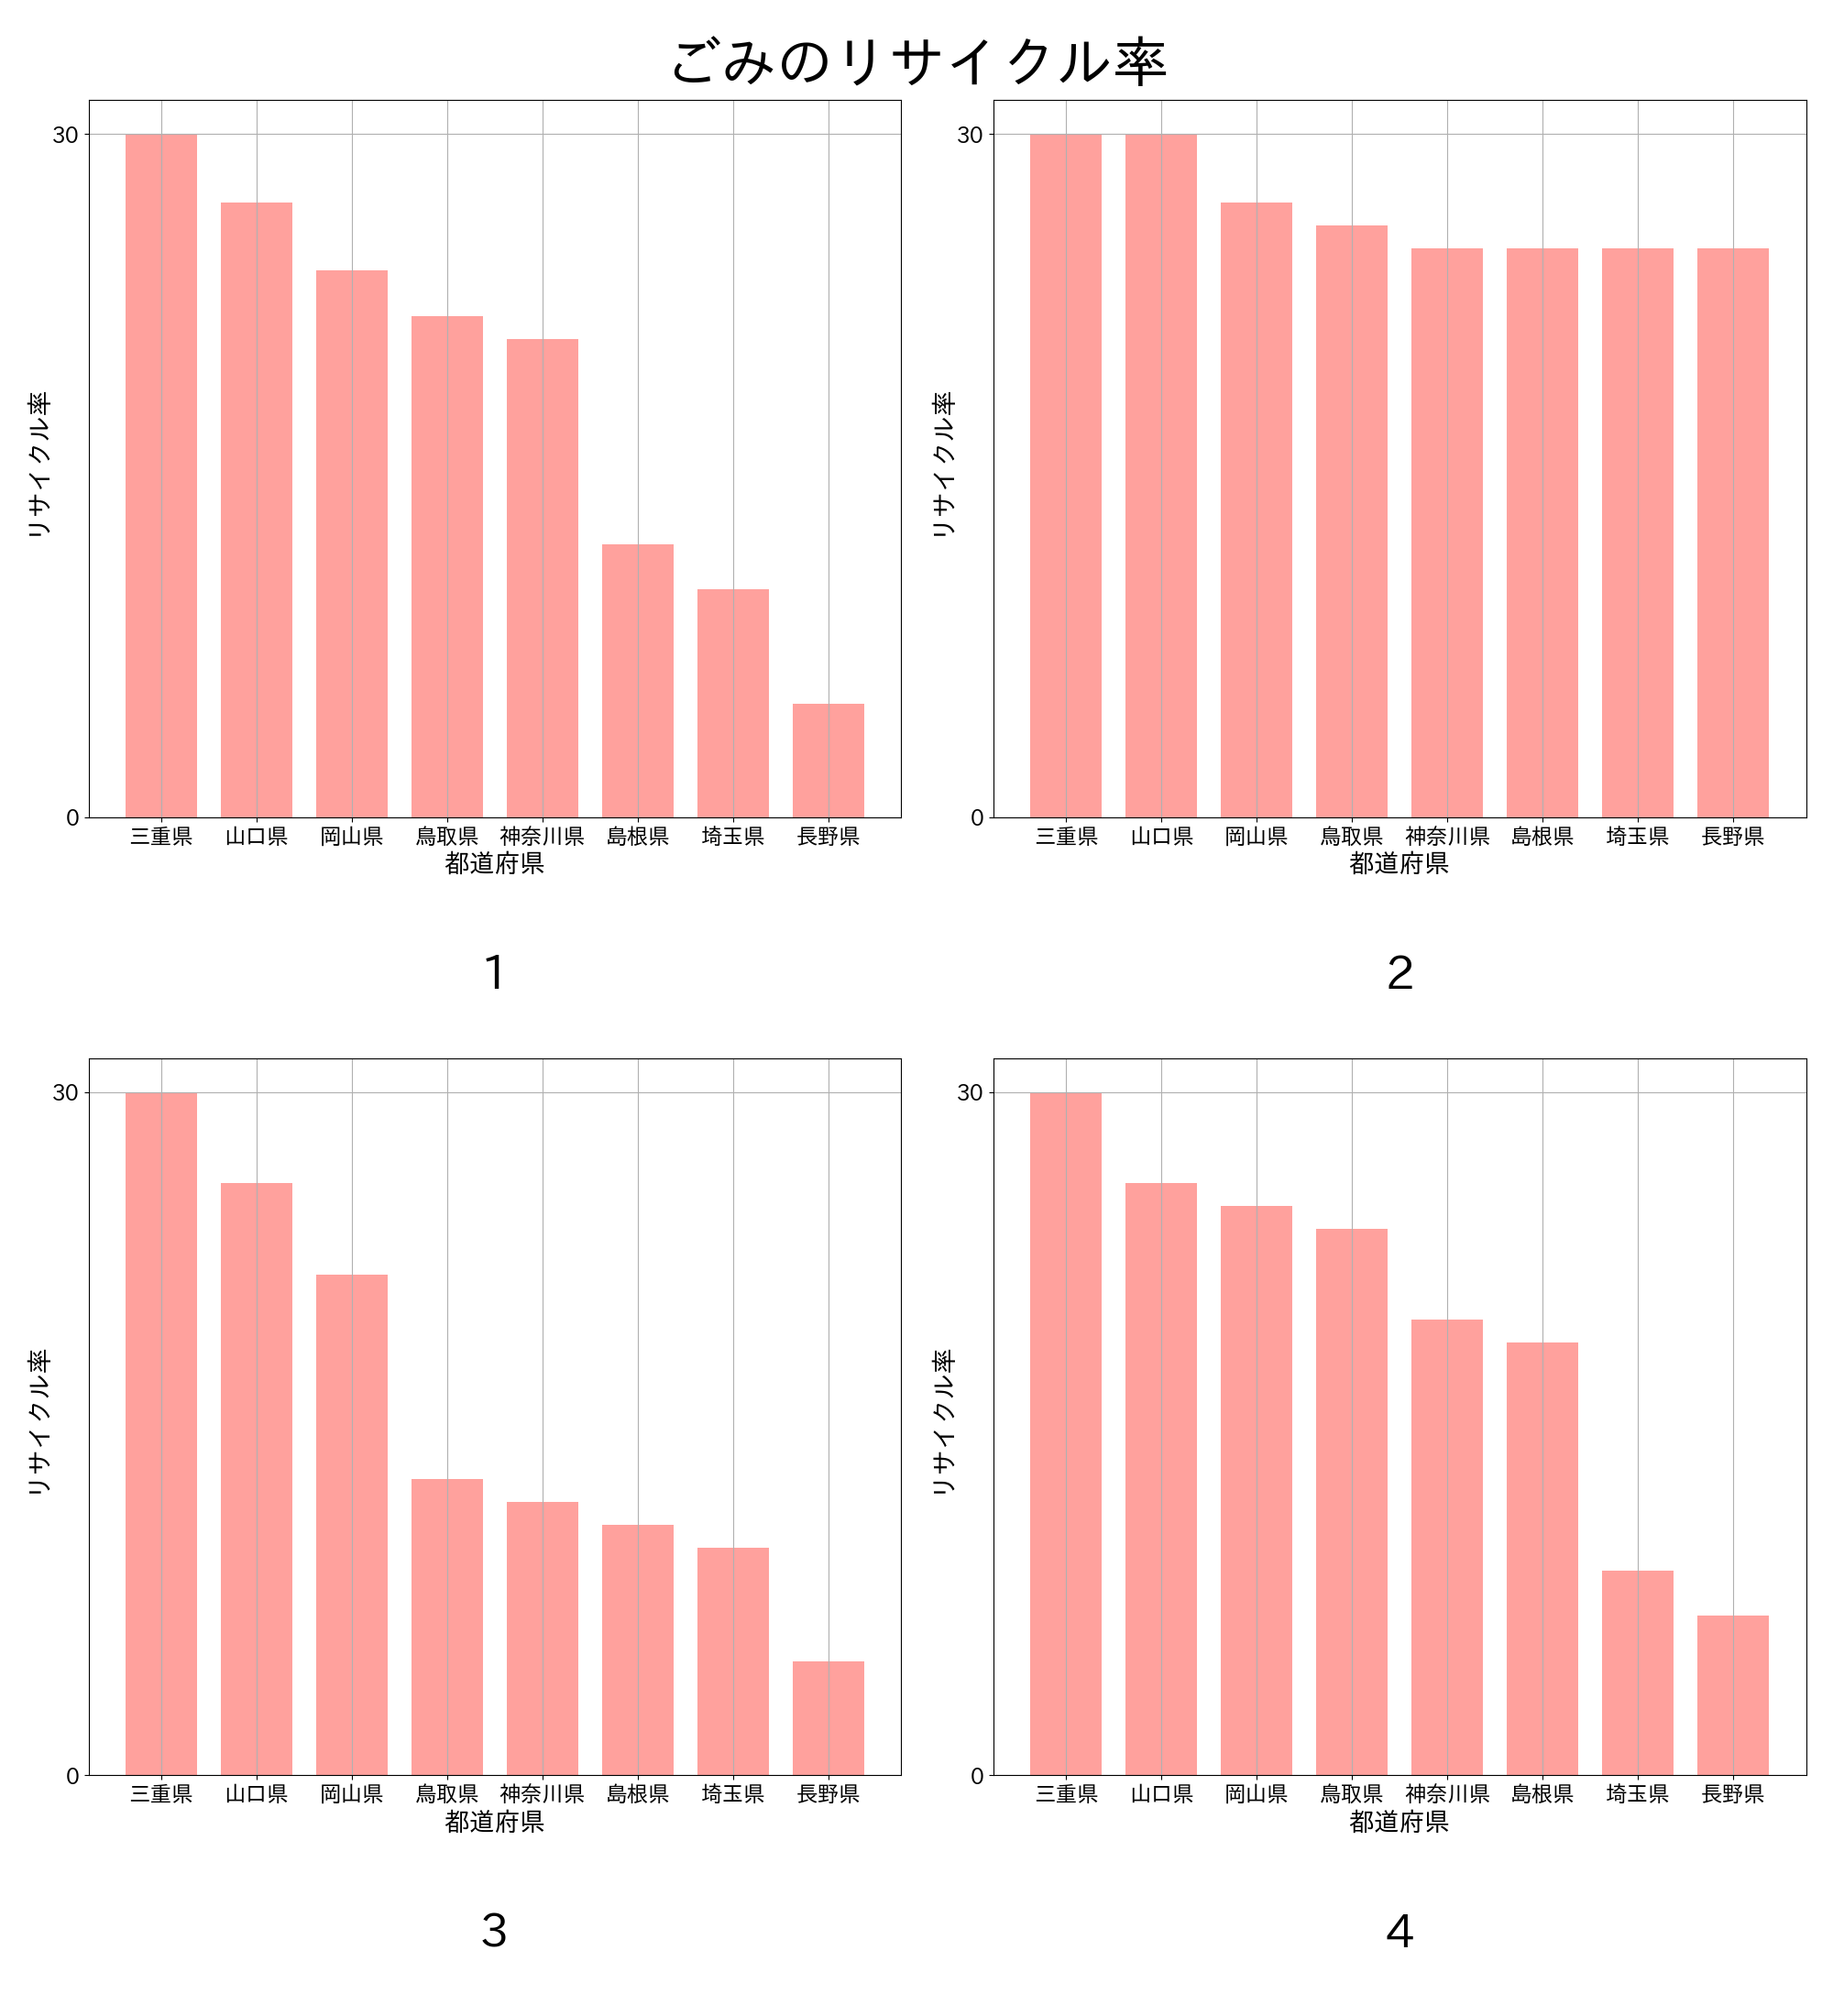 ごみのリサイクル率
30
0
リサイクル率
三重県 山口県 岡山県 鳥取県 神奈川県 島根県 埼玉県 長野県
都道府県
1
30
0
リサイクル率
三重県 山口県 岡山県 鳥取県 神奈川県 島根県 埼玉県 長野県
都道府県
2
30
0
リサイクル率
三重県 山口県 岡山県 鳥取県 神奈川県 島根県 埼玉県 長野県
都道府県
3
30
0
リサイクル率
三重県 山口県 岡山県 鳥取県 神奈川県 島根県 埼玉県 長野県
都道府県
4